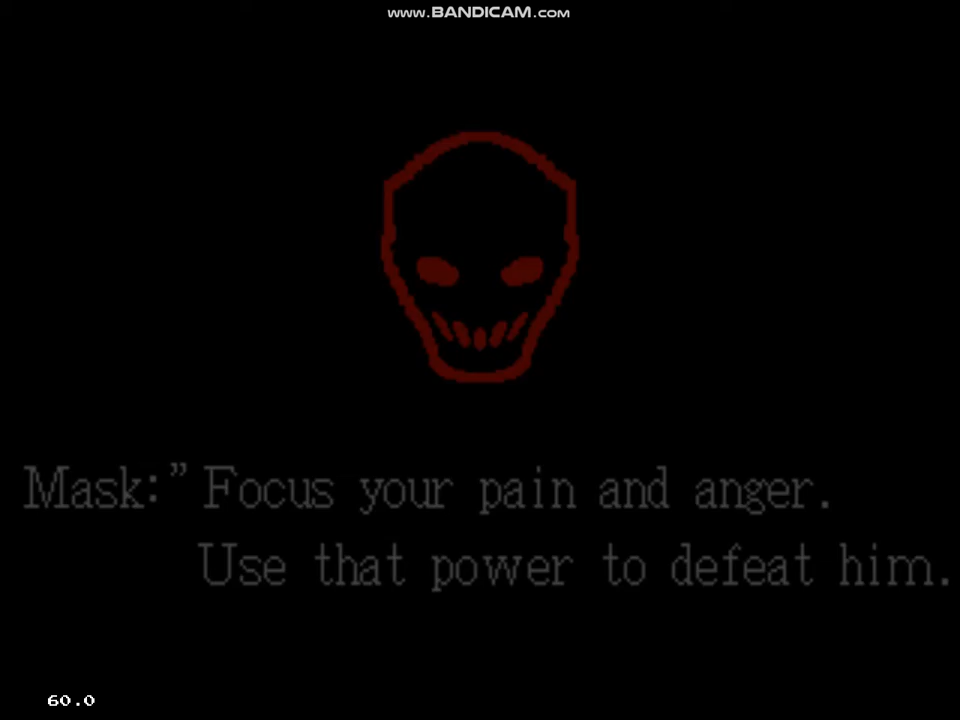 www.BANDICAM.com
Mask:”Focus your pain and anger.
Use that power to defeat him.
60.0